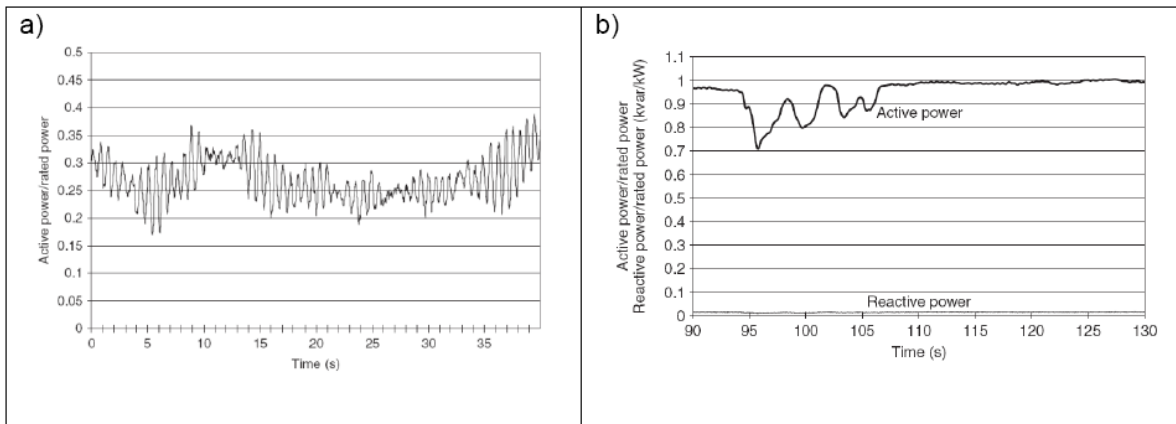 a)
Active power/rated power
0.5
0.45
0.4
0.35
0.3
0.25
0.2
0.15
0.1
0.05
0
0 5 10 15 20 25 30 35
Time (s)
b)
Active power/rated power
Reactive power/rated power (kvar/kW)
1.1
1
0.9
0.8
0.7
0.6
0.5
0.4
0.3
0.2
0.1
0
Active power
Reactive power
90 95 100 105 110 115 120 125 130
Time (s)